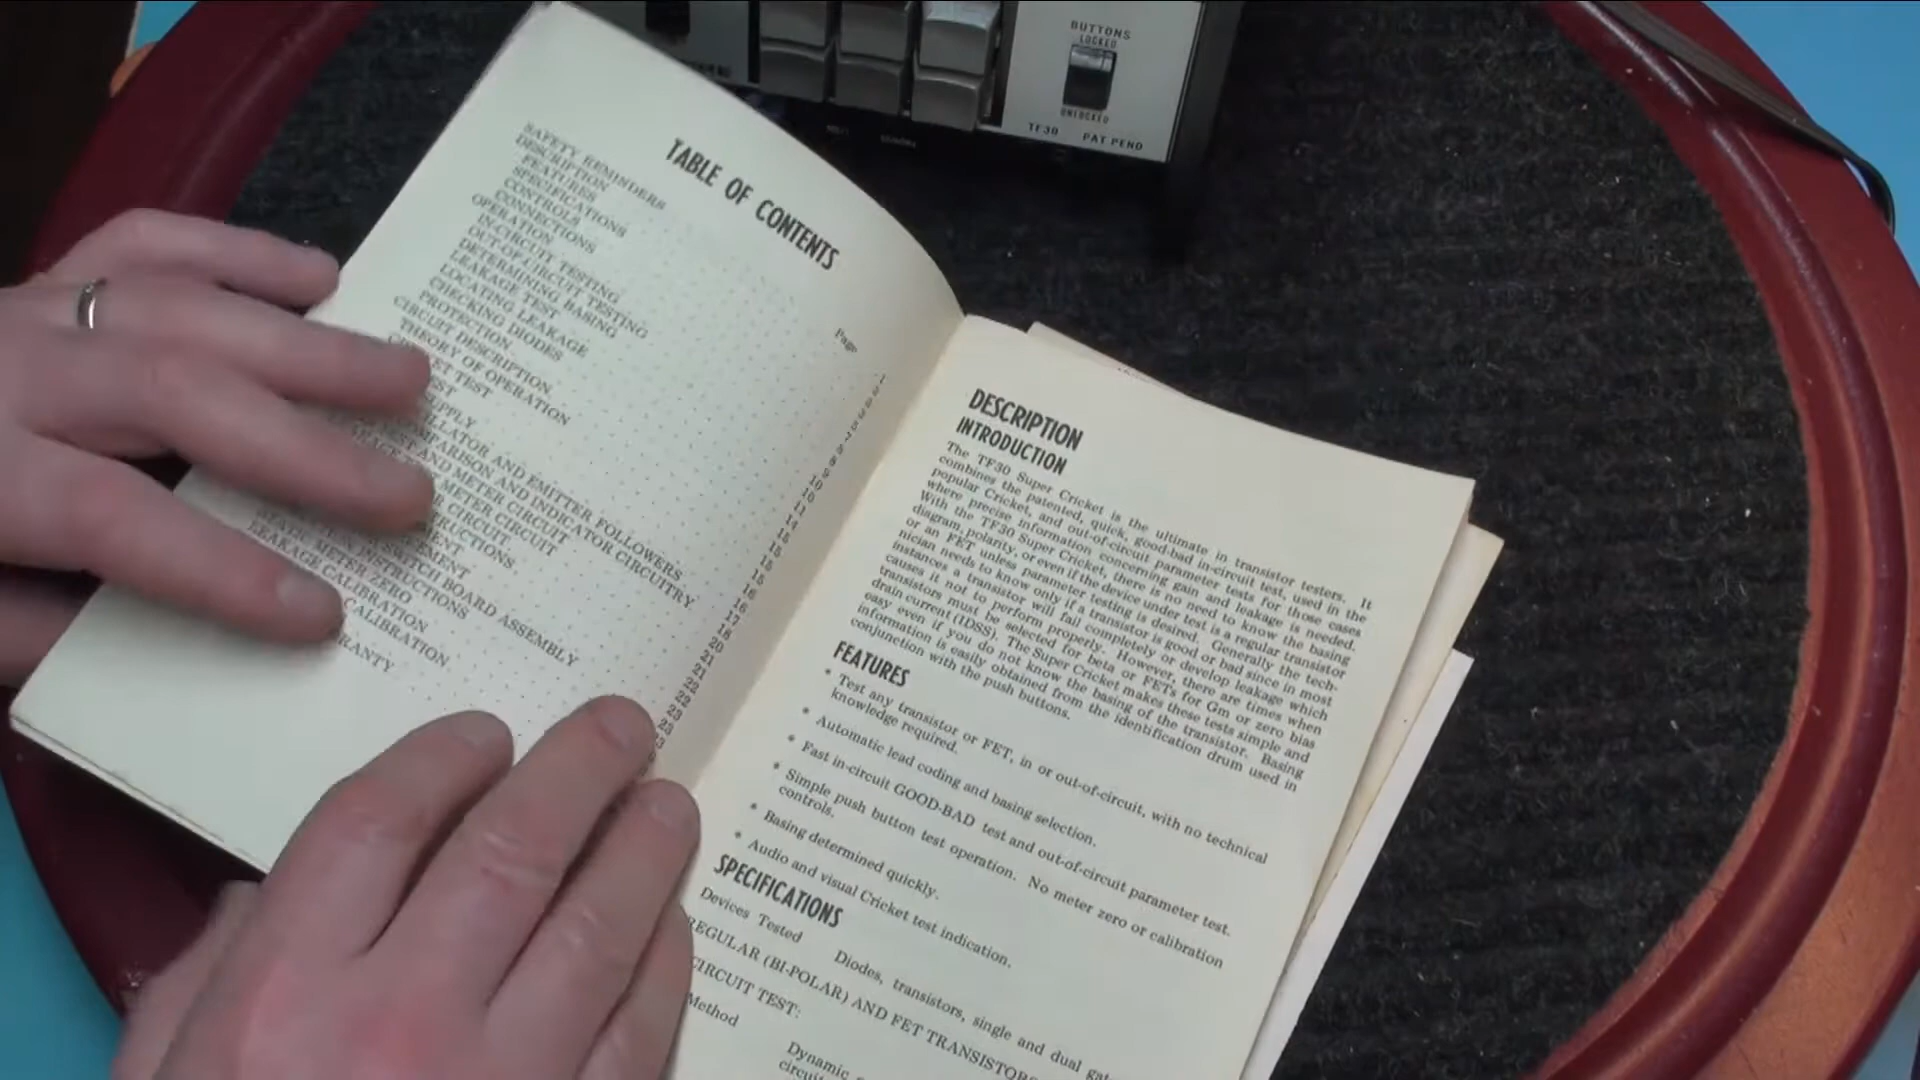 BUTTONS
LOCKED
UNLOCKED
TF30 PAT PEND
TABLE OF CONTENTS
Page
SAFETY REMINDERS
DESCRIPTION
FEATURES
SPECIFICATIONS
CONTROLS
CONNECTIONS
OPERATION
IN-CIRCUIT TESTING
OUT-OF-CIRCUIT TESTING
DETERMINING BASING
LEAKAGE TEST
LOCATING LEAKAGE
CHECKING DIODES
PROTECTION
CIRCUIT DESCRIPTION
THEORY OF OPERATION
TEST
SUPPLY
AND EMITTER FOLLOWERS
AND INDICATOR CIRCUITRY
TEST AND METER CIRCUITRY
METER CIRCUIT
CIRCUIT
SWITCH BOARD ASSEMBLY
METER ZERO
LEAKAGE CALIBRATION
CALIBRATION
DESCRIPTION
INTRODUCTION
The TF30 Super Cricket is the ultimate in transistor testers. It
combines the patented, quick, good-bad in-circuit test, used in the
popular Cricket, and out-of-circuit parameter tests for those cases
where precise information concerning gain and leakage is needed.
With the TF30 Super Cricket, there is no need to know the basing
diagram, polarity, or even if the device under test is a regular transistor
or an FET unless parameter testing is desired. Generally the tech-
nician needs to know only if a transistor is good or bad since in most
instances a transistor will fail completely or develop leakage which
causes it not to perform properly. However, there are times when
transistors must be selected for beta or FETs for Gm or zero bias
drain current (IDSS). The Super Cricket makes these tests simple and
easy even if you do not know the basing of the transistor. Basing
information is easily obtained from the identification drum used in
conjunction with the push buttons.
FEATURES
• Test any transistor or FET, in or out-of-circuit, with no technical
knowledge required.
• Automatic lead coding and basing selection.
• Fast in-circuit GOOD-BAD test and out-of-circuit parameter test.
• Simple push button test operation. No meter zero or calibration
controls.
• Basing determined quickly.
• Audio and visual Cricket test indication.
SPECIFICATIONS
Devices Tested Diodes, transistors, single and dual
REGULAR (BI-POLAR) AND FET TRANSISTORS
CIRCUIT TEST:
Method
Dynamic